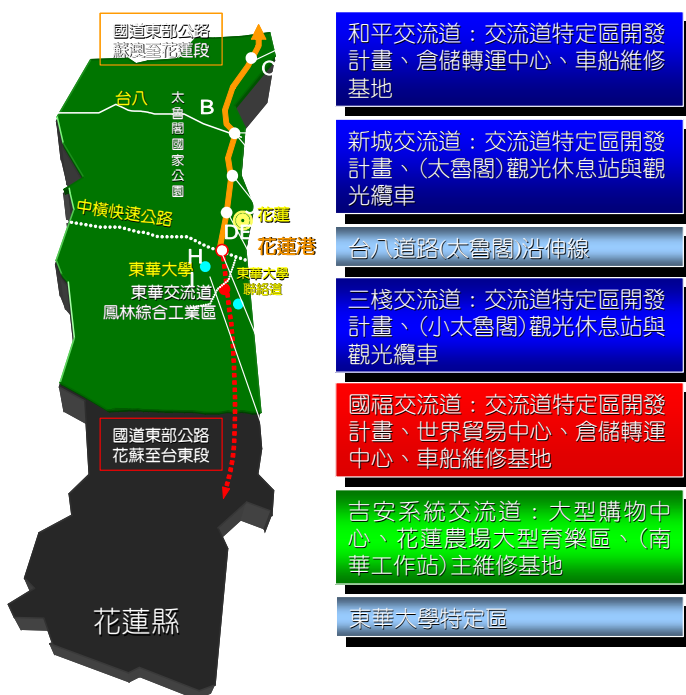 國道東部公路
蘇澳至花蓮段
C
台八
太魯閣國家公園
B
中橫快速公路
花蓮
DE
花蓮港
H
東華大學
I
東華大學
聯絡道
東華交流道
鳳林綜合工業區
國道東部公路
花蘇至台東段
花蓮縣
和平交流道：交流道特定區開發
計畫、倉儲轉運中心、車船維修
基地
新城交流道：交流道特定區開發
計畫、(太魯閣)觀光休息站與觀
光纜車
台八道路(太魯閣)沿伸線
三棧交流道：交流道特定區開發
計畫、(小太魯閣)觀光休息站與
觀光纜車
國福交流道：交流道特定區開發
計畫、世界貿易中心、倉儲轉運
中心、車船維修基地
吉安系統交流道：大型購物中
心、花蓮農場大型育樂區、(南
華工作站)主維修基地
東華大學特定區